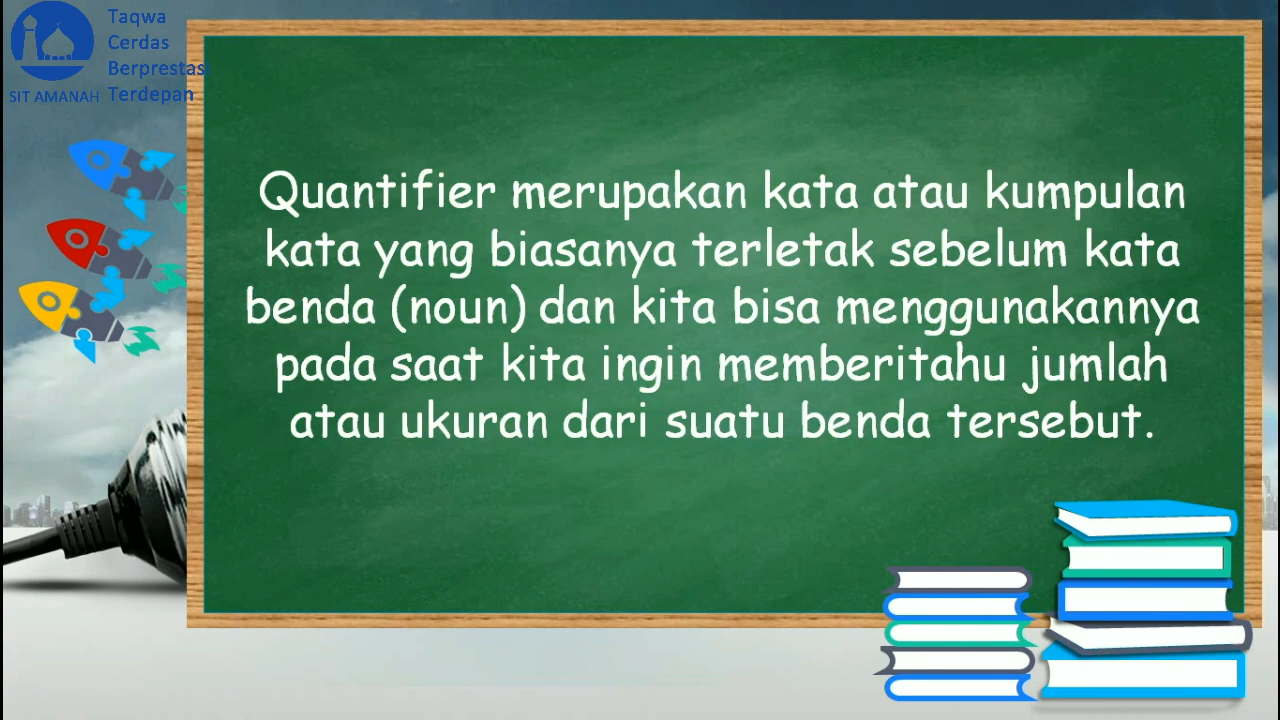 Taqwa
Cerdas
Berprestasi
SIT AMANAH Terdepan
Quantifier merupakan kata atau kumpulan
kata yang biasanya terletak sebelum kata
benda (noun) dan kita bisa menggunakannya
pada saat kita ingin memberitahu jumlah
atau ukuran dari suatu benda tersebut.